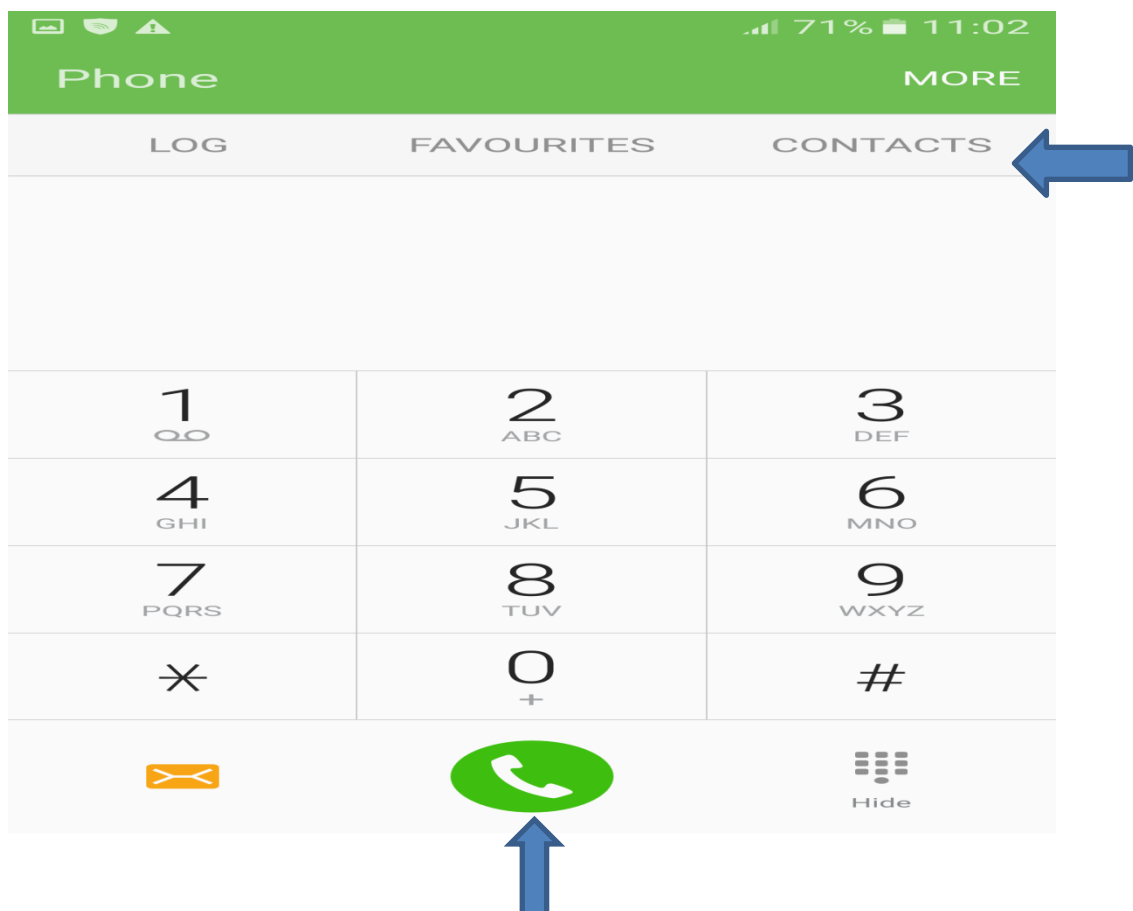 71% 11:02
Phone MORE
LOG FAVOURITES CONTACTS
1 2 3
ABC DEF
4 5 6
GHI JKL MNO
7 8 9
PQRS TUV WXYZ
* 0 #
+
Hide